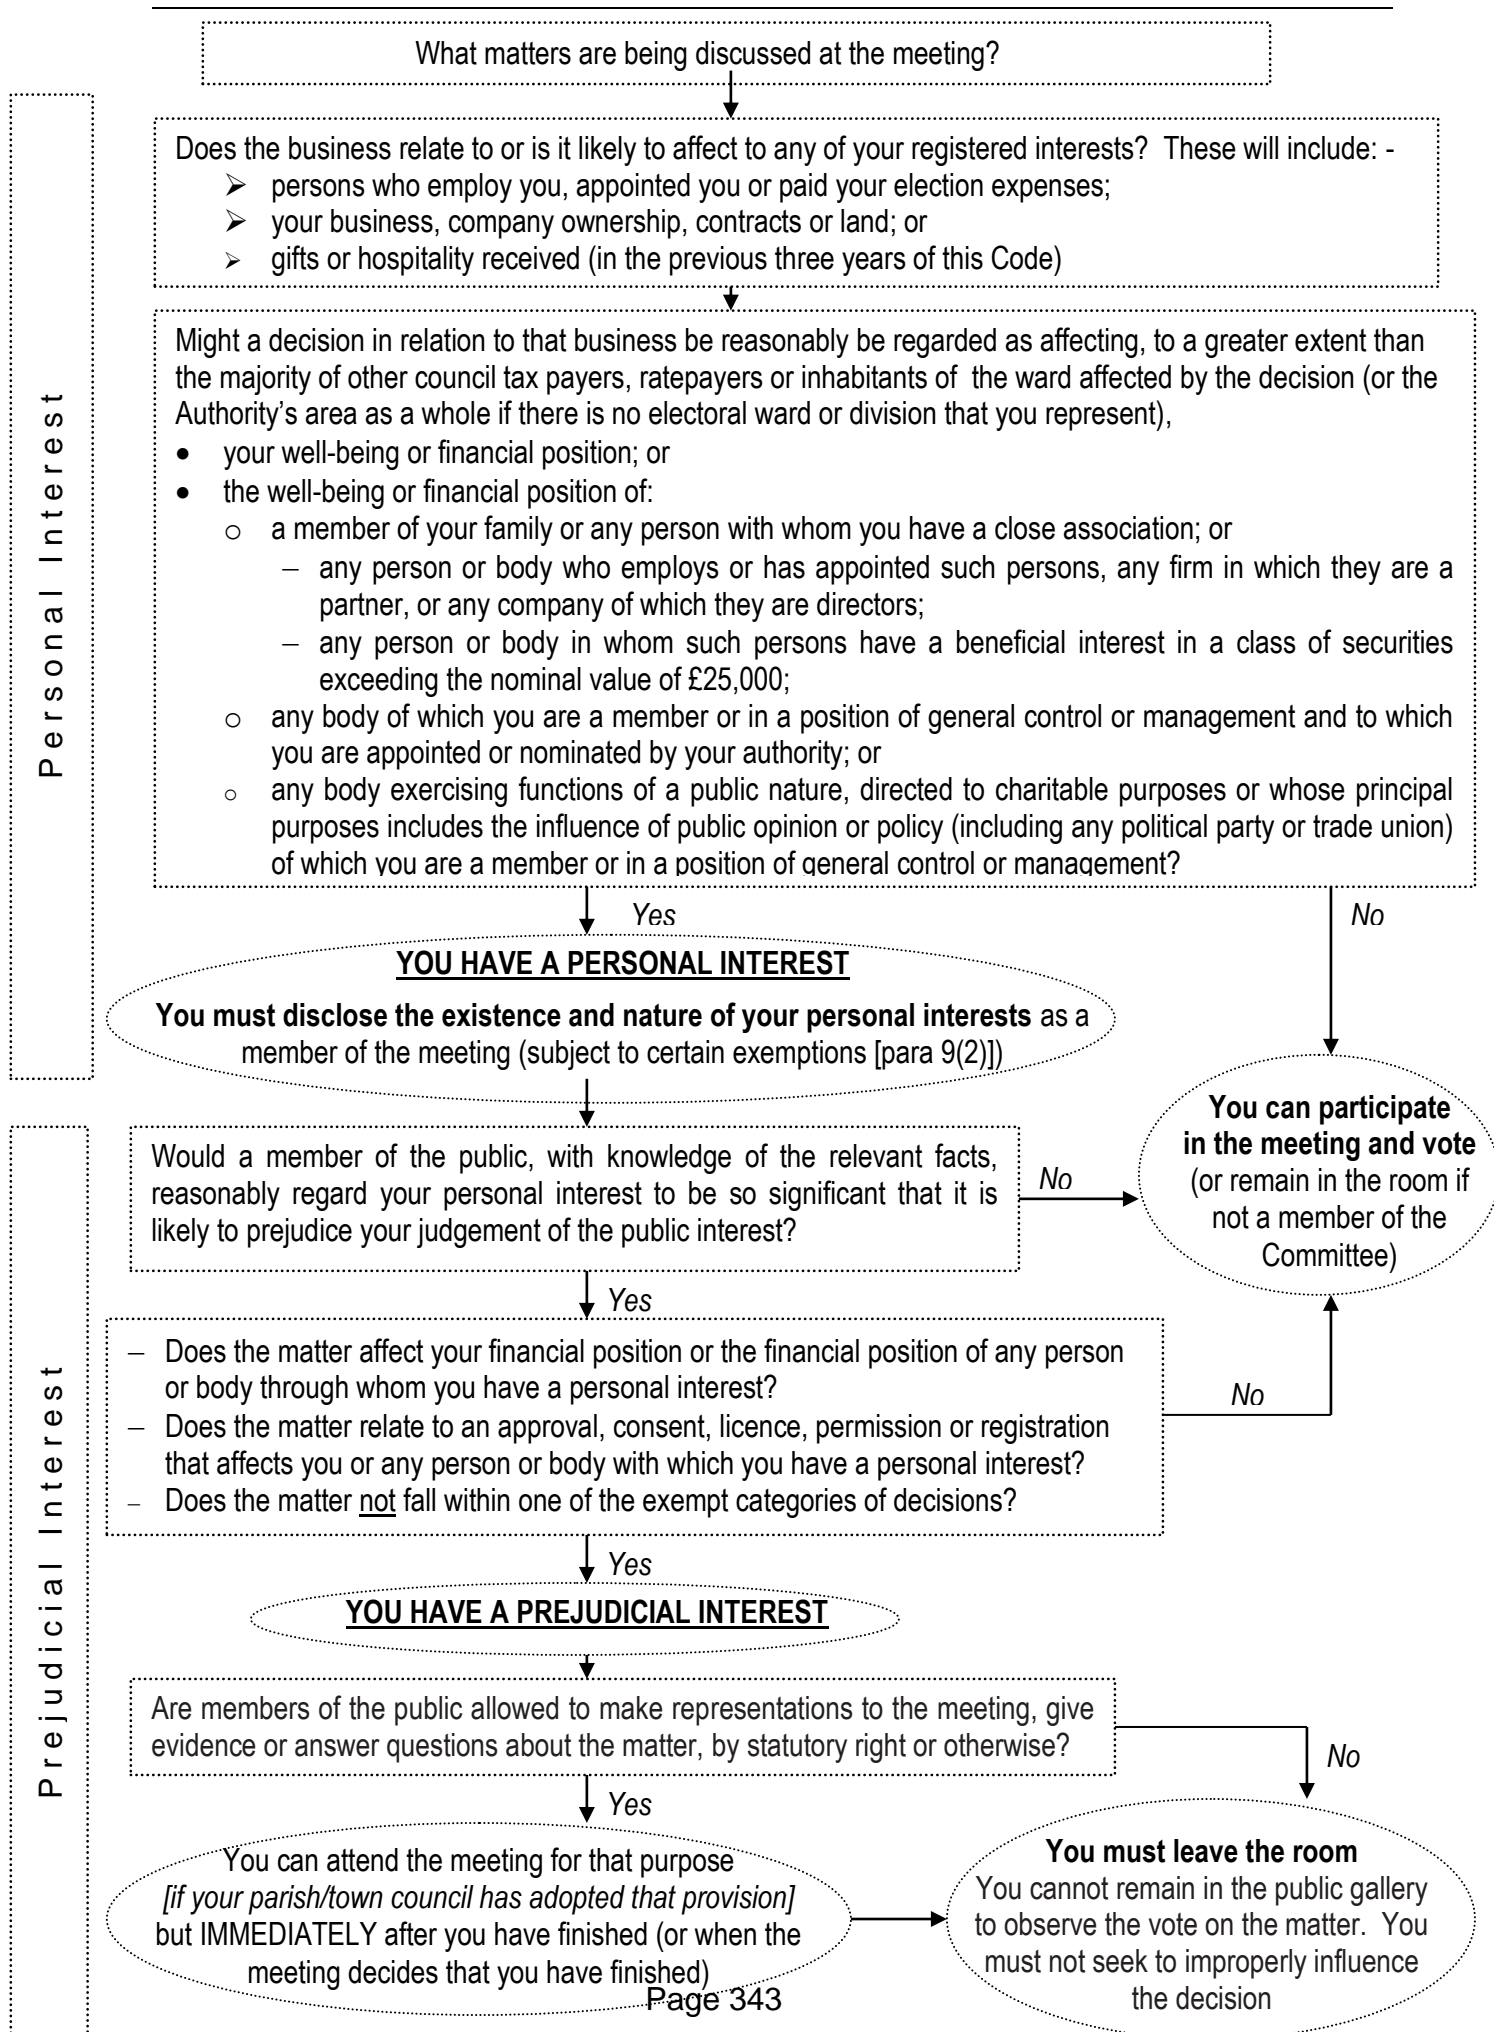 What matters are being discussed at the meeting?
Personal Interest
Does the business relate to or is it likely to affect to any of your registered interests?  These will include: -
➢ persons who employ you, appointed you or paid your election expenses;
➢ your business, company ownership, contracts or land; or
➢ gifts or hospitality received (in the previous three years of this Code)
Might a decision in relation to that business be reasonably be regarded as affecting, to a greater extent than
the majority of other council tax payers, ratepayers or inhabitants of  the ward affected by the decision (or the
Authority’s area as a whole if there is no electoral ward or division that you represent),
• your well-being or financial position; or
• the well-being or financial position of:
o a member of your family or any person with whom you have a close association; or
– any person or body who employs or has appointed such persons, any firm in which they are a
partner, or any company of which they are directors;
– any person or body in whom such persons have a beneficial interest in a class of securities
exceeding the nominal value of £25,000;
o any body of which you are a member or in a position of general control or management and to which
you are appointed or nominated by your authority; or
o any body exercising functions of a public nature, directed to charitable purposes or whose principal
purposes includes the influence of public opinion or policy (including any political party or trade union)
of which you are a member or in a position of general control or management?
Yes
No
YOU HAVE A PERSONAL INTEREST
You must disclose the existence and nature of your personal interests as a
member of the meeting (subject to certain exemptions [para 9(2)])
You can participate
in the meeting and vote
(or remain in the room if
not a member of the
Committee)
Prejudicial Interest
Would a member of the public, with knowledge of the relevant facts,
reasonably regard your personal interest to be so significant that it is
likely to prejudice your judgement of the public interest?
No
Yes
– Does the matter affect your financial position or the financial position of any person
or body through whom you have a personal interest?
– Does the matter relate to an approval, consent, licence, permission or registration
that affects you or any person or body with which you have a personal interest?
– Does the matter not fall within one of the exempt categories of decisions?
No
Yes
YOU HAVE A PREJUDICIAL INTEREST
Are members of the public allowed to make representations to the meeting, give
evidence or answer questions about the matter, by statutory right or otherwise?
No
Yes
You can attend the meeting for that purpose
[if your parish/town council has adopted that provision]
but IMMEDIATELY after you have finished (or when the
meeting decides that you have finished)
You must leave the room
You cannot remain in the public gallery
to observe the vote on the matter.  You
must not seek to improperly influence
the decision
Page 343